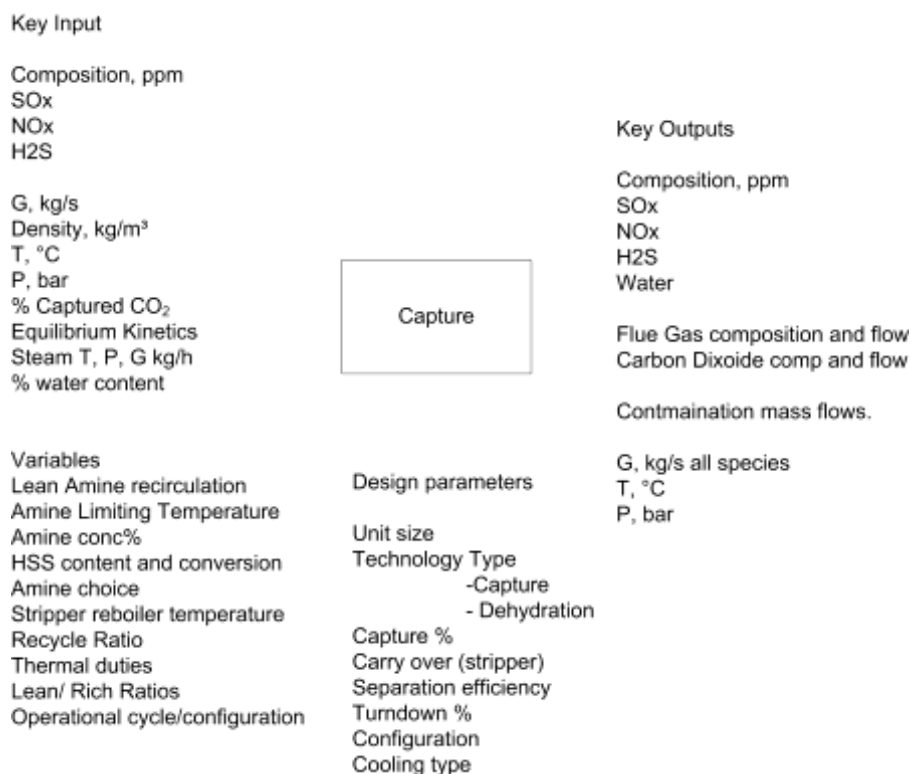 Key Input
Composition, ppm
SOx
NOx
H2S
G, kg/s
Density, kg/m³
T, °C
P, bar
% Captured CO₂
Equilibrium Kinetics
Steam T, P, G kg/h
% water content
Variables
Lean Amine recirculation
Amine Limiting Temperature
Amine conc%
HSS content and conversion
Amine choice
Stripper reboiler temperature
Recycle Ratio
Thermal duties
Lean/ Rich Ratios
Operational cycle/configuration
Capture
Design parameters
Unit size
Technology Type
-Capture
- Dehydration
Capture %
Carry over (stripper)
Separation efficiency
Turndown %
Configuration
Cooling type
Key Outputs
Composition, ppm
SOx
NOx
H2S
Water
Flue Gas composition and flow
Carbon Dixoide comp and flow
Contmaination mass flows.
G, kg/s all species
T, °C
P, bar